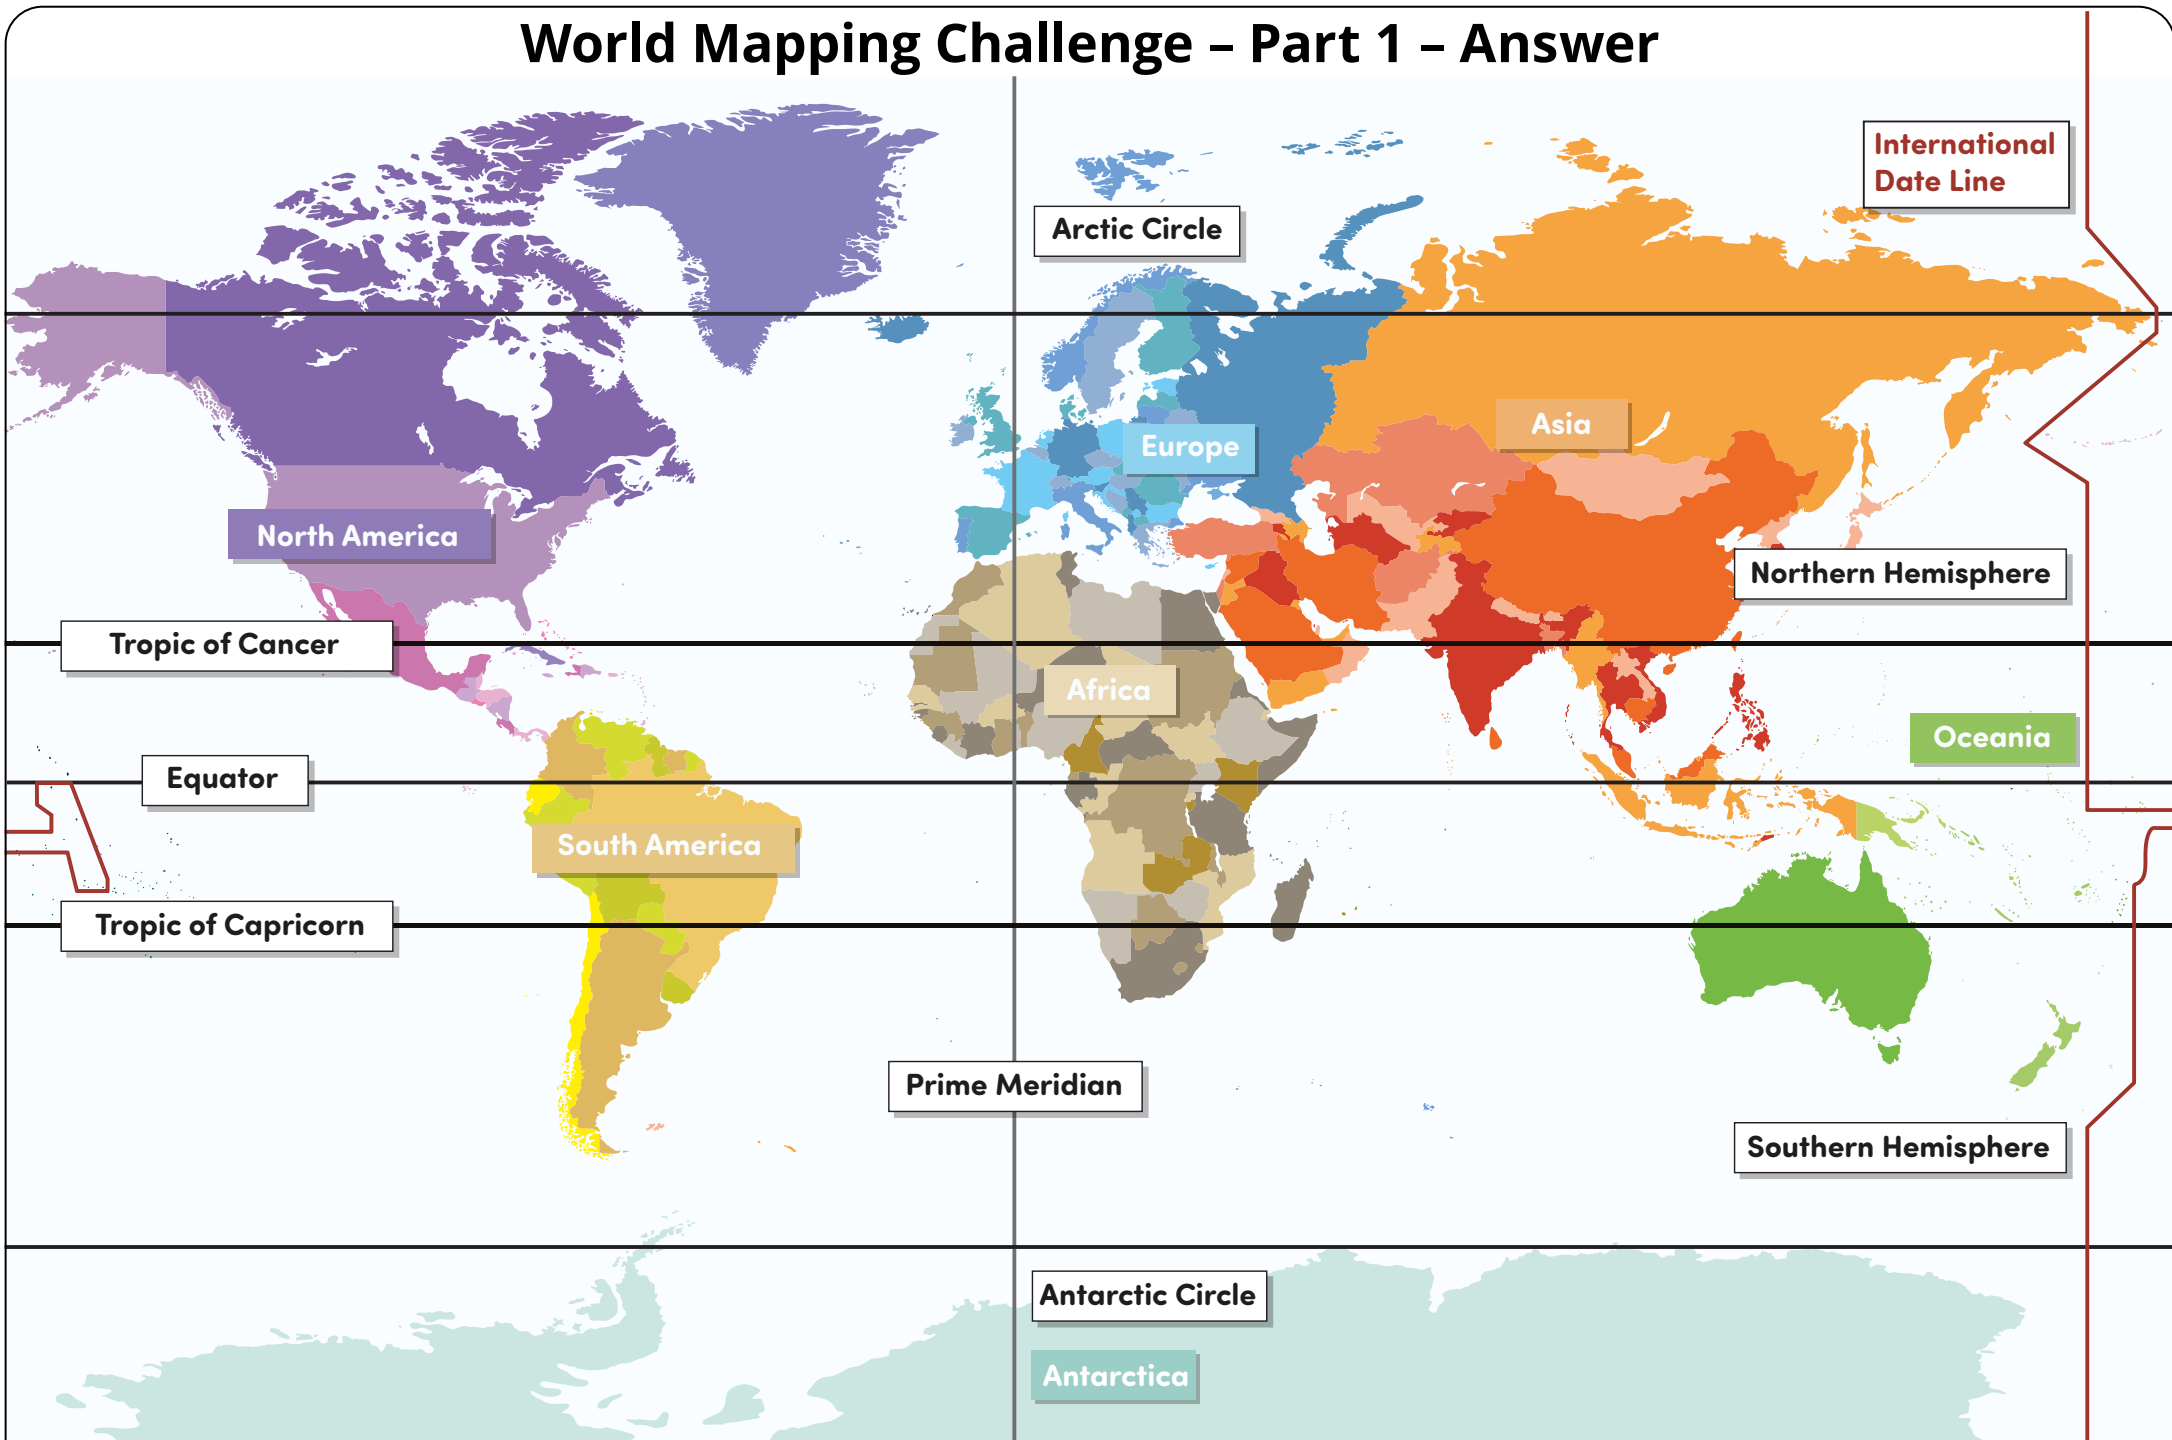 World Mapping Challenge – Part 1 – Answer
International
Date Line
Arctic Circle
Asia
Europe
North America
Northern Hemisphere
Tropic of Cancer
Africa
Oceania
Equator
South America
Tropic of Capricorn
Prime Meridian
Southern Hemisphere
Antarctic Circle
Antarctica